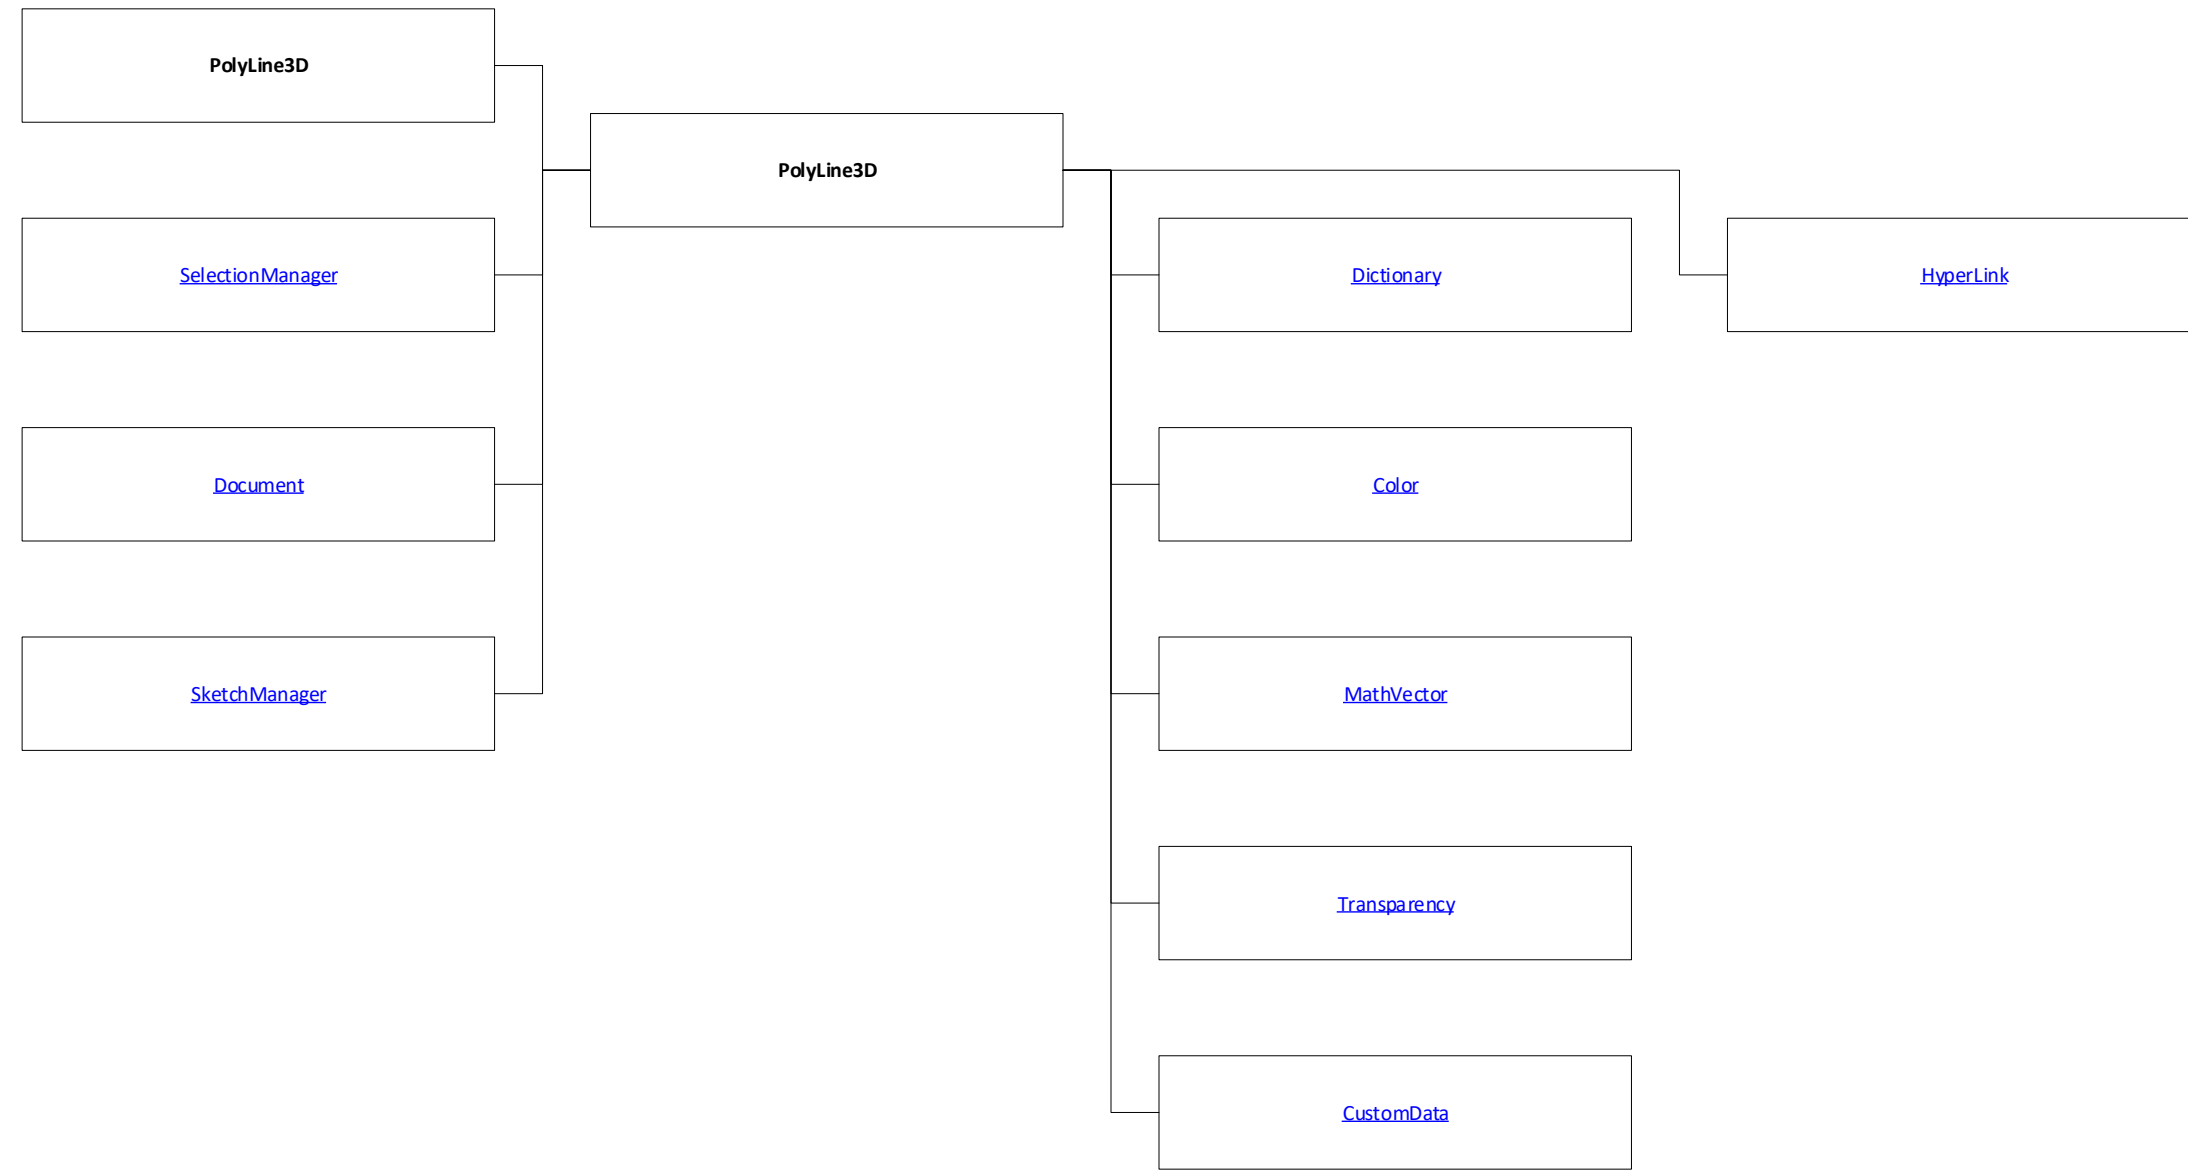 PolyLine3D
PolyLine3D
SelectionManager
Dictionary
HyperLink
Document
Color
SketchManager
MathVector
Transparency
CustomData